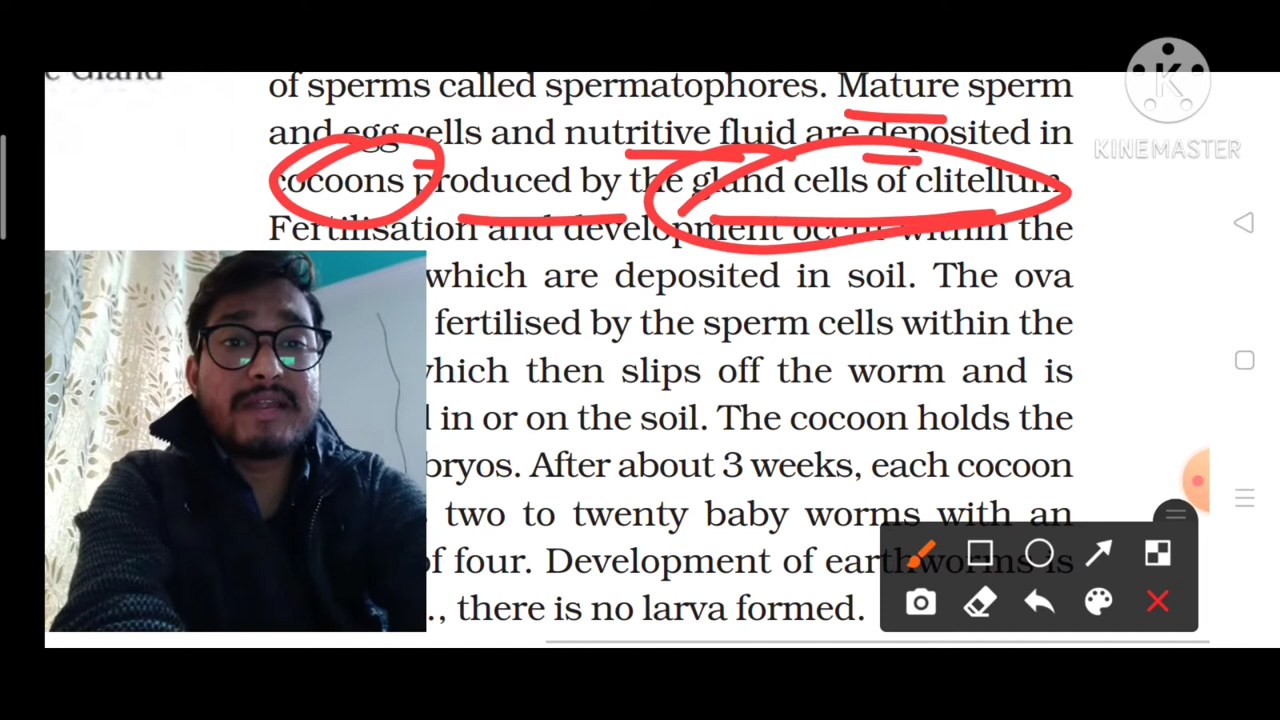 of sperms called spermatophores. Mature sperm
and egg cells and nutritive fluid are deposited in
cocoons produced by the gland cells of clitellum.
Fertilisation and development occur within the
which are deposited in soil. The ova
fertilised by the sperm cells within the
which then slips off the worm and is
in or on the soil. The cocoon holds the
After about 3 weeks, each cocoon
two to twenty baby worms with an
of four. Development of earthworms is
there is no larva formed.
KINEMASTER